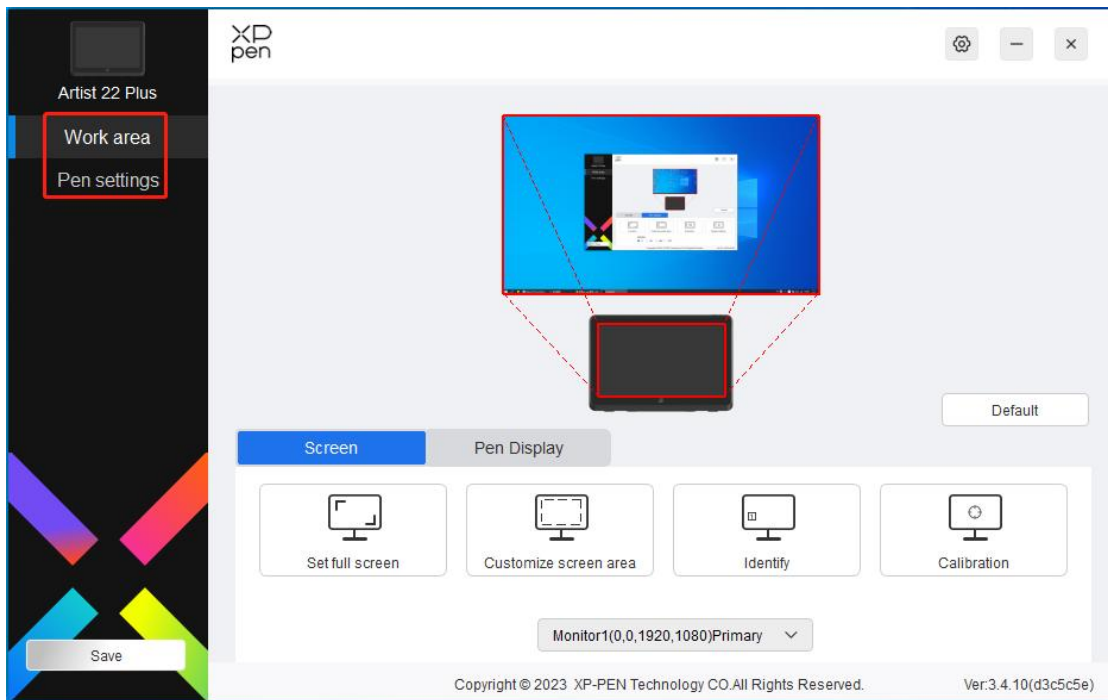 XP
pen
Artist 22 Plus
Work area
Pen settings
Default
Screen
Pen Display
Set full screen
Customize screen area
1
Identify
Calibration
Monitor1(0,0,1920,1080)Primary
Save
Copyright © 2023 XP-PEN Technology CO.All Rights Reserved.
Ver:3.4.10(d3c5c5e)